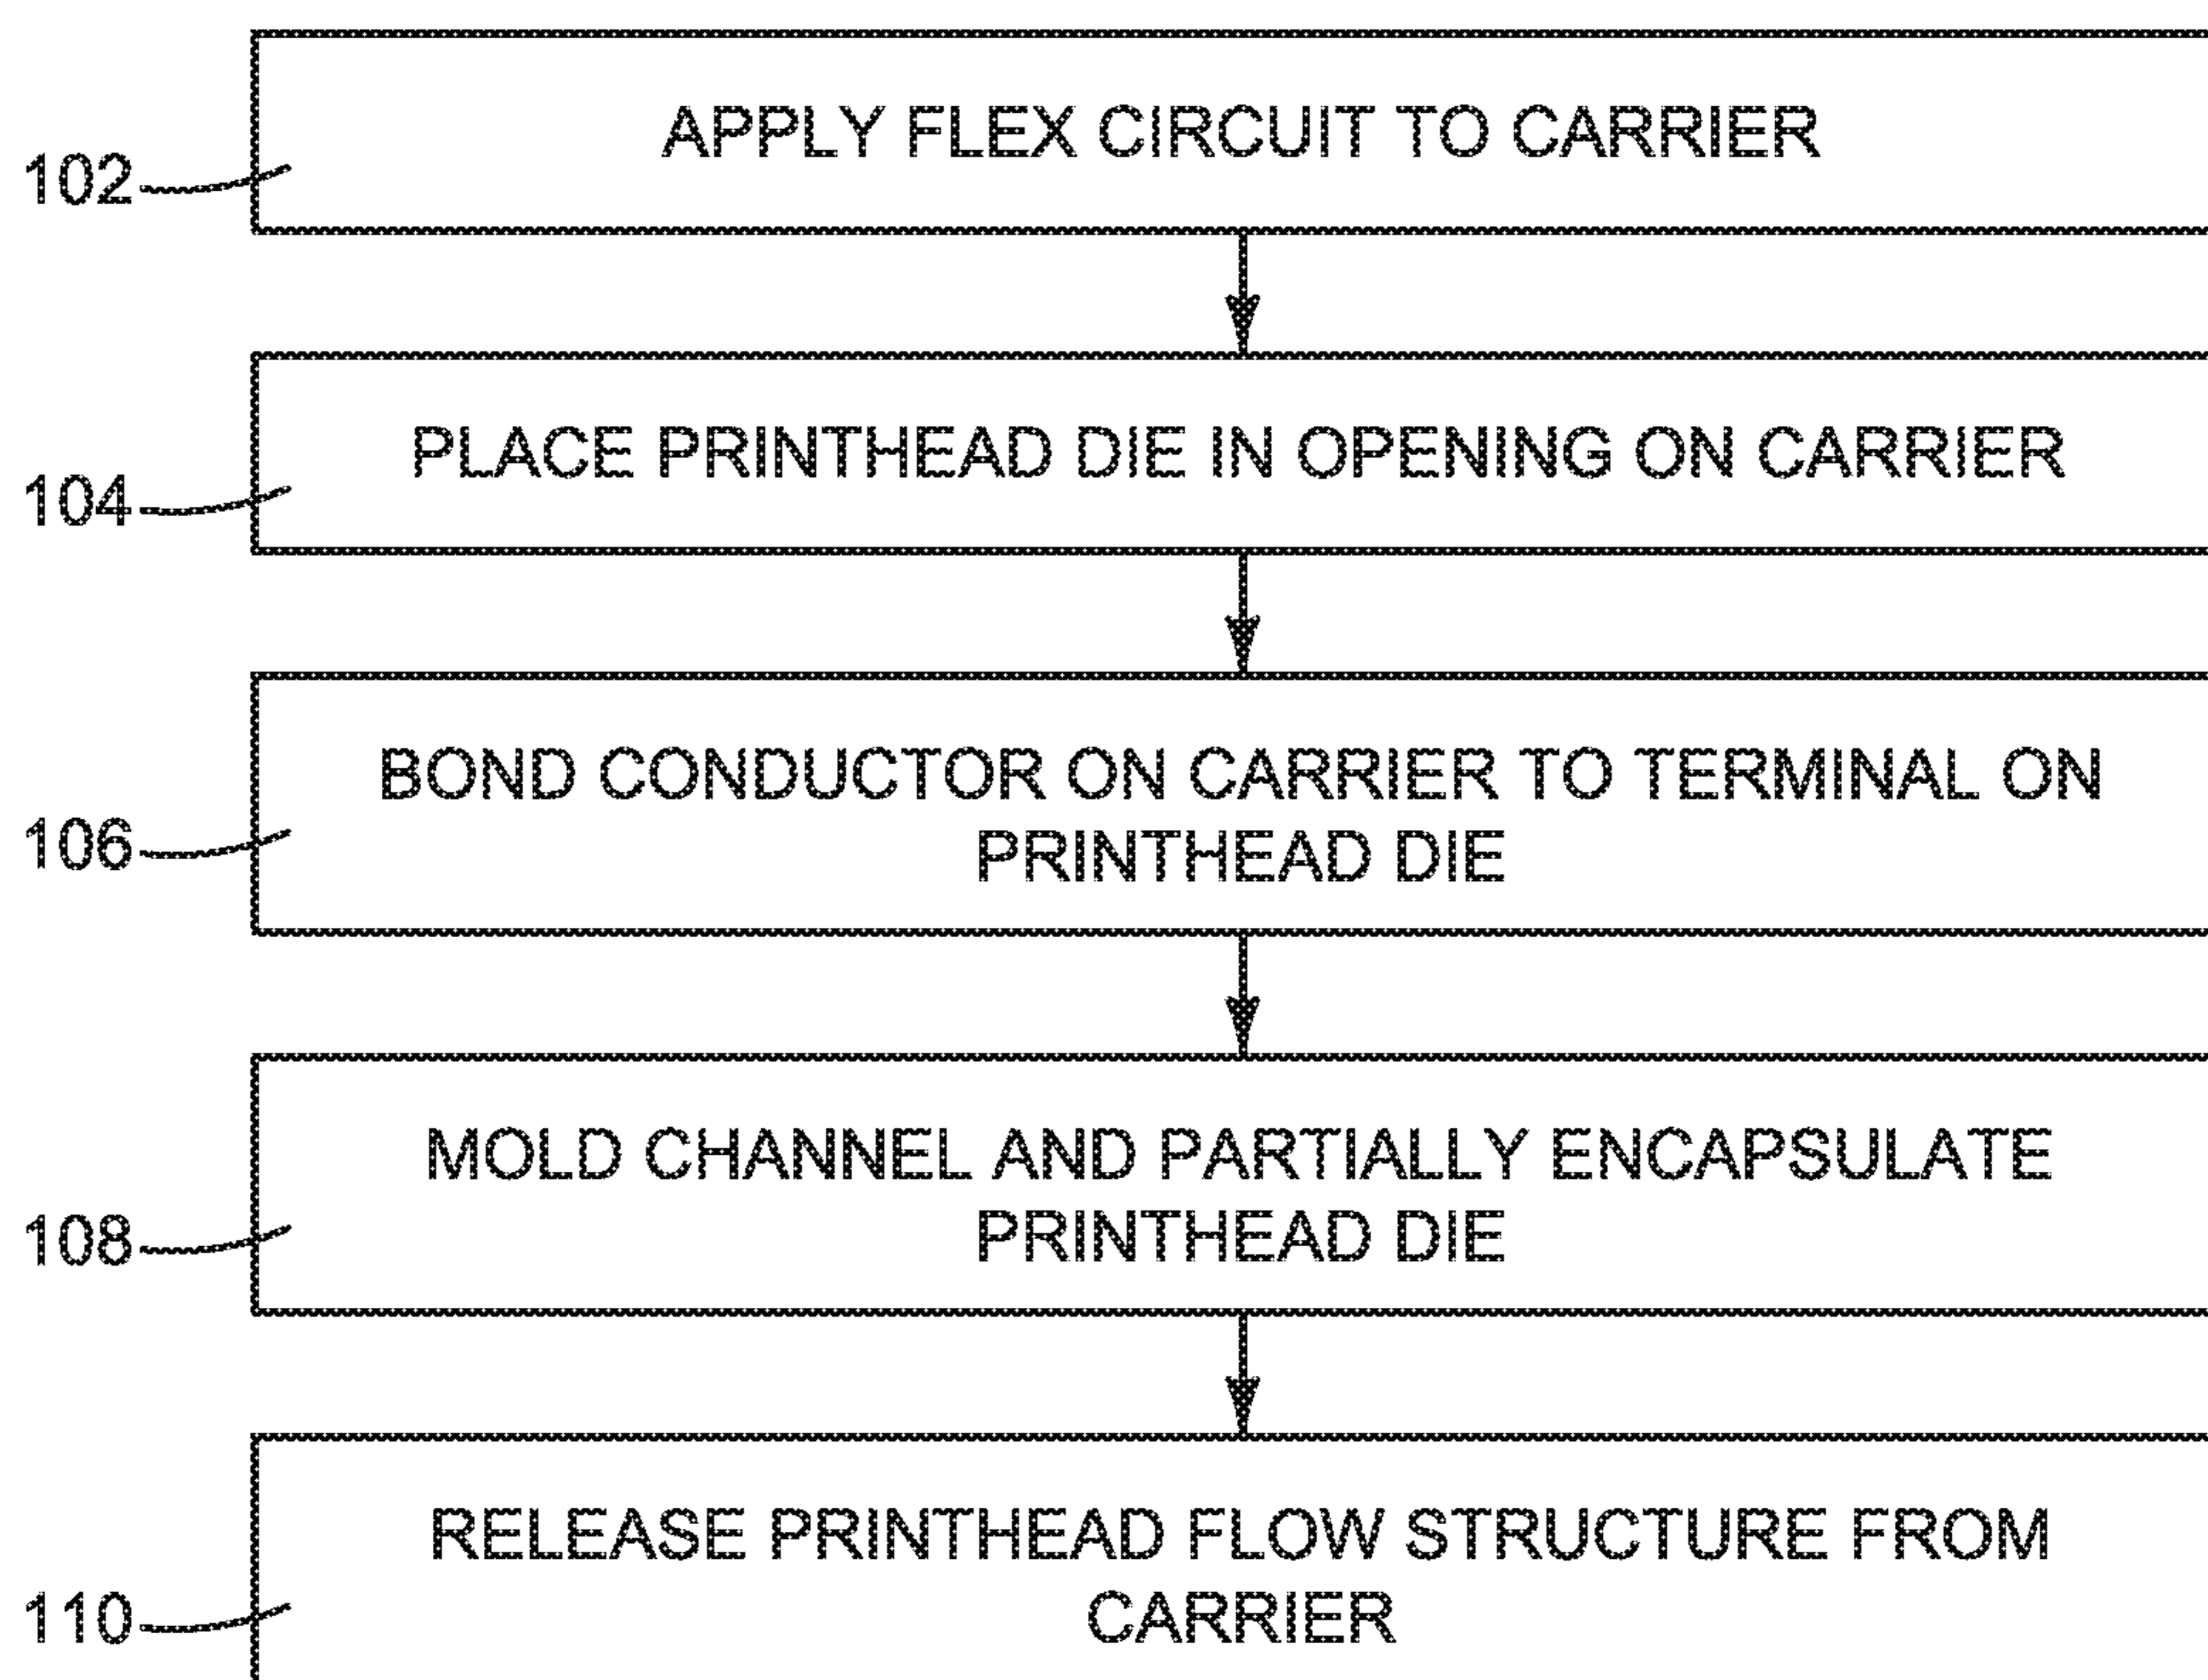 APPLY FLEX CIRCUIT TO CARRIER
102
PLACE PRINTHEAD DIE IN OPENING ON CARRIER
104
BOND CONDUCTOR ON CARRIER TO TERMINAL ON
PRINTHEAD DIE
106
MOLD CHANNEL AND PARTIALLY ENCAPSULATE
PRINTHEAD DIE
108
RELEASE PRINTHEAD FLOW STRUCTURE FROM
CARRIER
110